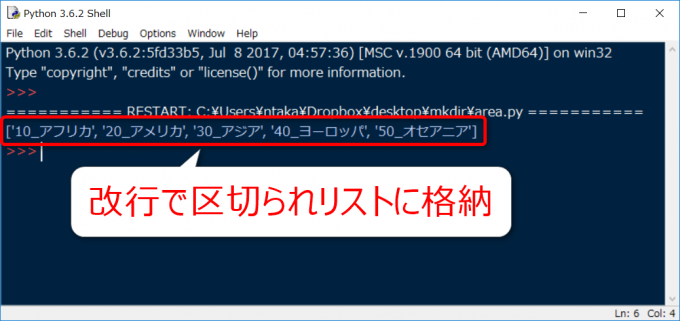 Python 3.6.2 Shell
File Edit Shell Debug Options Window Help
Python 3.6.2 (v3.6.2:5fd33b5, Jul  8 2017, 04:57:36) [MSC v.1900 64 bit (AMD64)] on win32
Type "copyright", "credits" or "license()" for more information.
>>>
=========== RESTART: C:¥Users¥ntaka¥Dropbox¥desktop¥mkdir¥area.py ===========
['10_アフリカ', '20_アメリカ', '30_アジア', '40_ヨーロッパ', '50_オセアニア']
>>>
改行で区切られリストに格納
Ln: 6 Col: 4